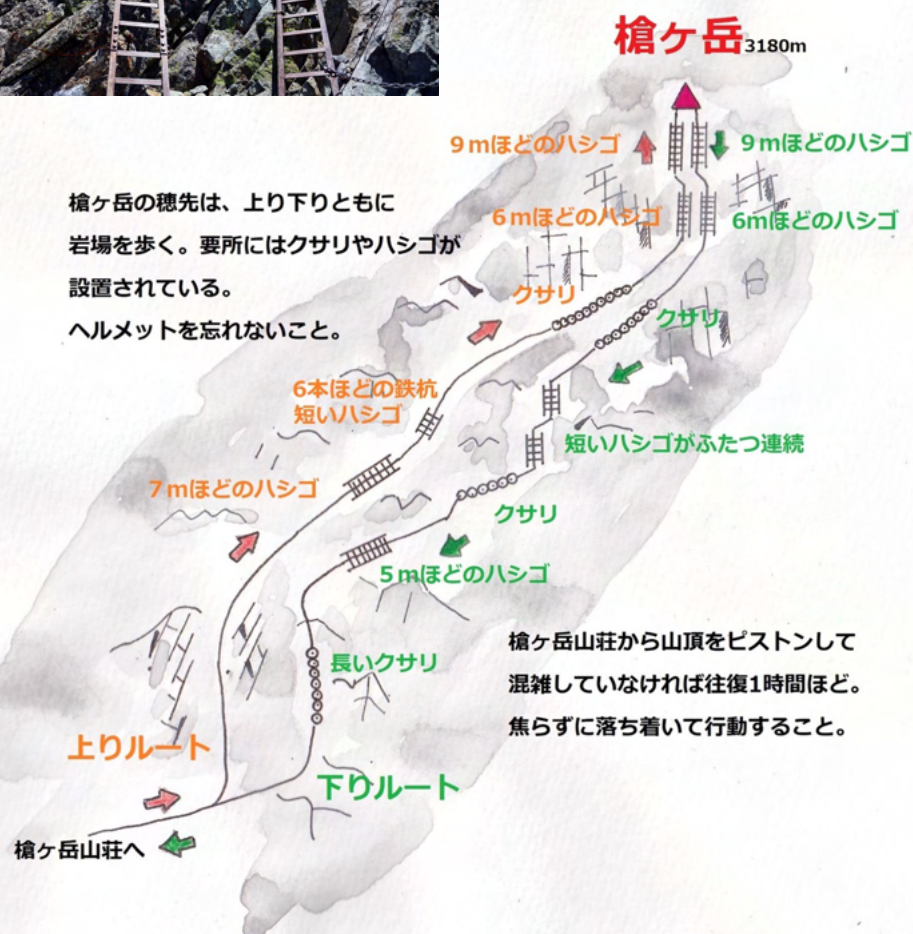 槍ヶ岳3180m
9mほどのハシゴ
9mほどのハシゴ
槍ヶ岳の穂先は、上り下りともに
岩場を歩く。要所にはクサリやハシゴが
設置されている。
ヘルメットを忘れないこと。
6mほどのハシゴ
6mほどのハシゴ
クサリ
クサリ
6本ほどの鉄杭
短いハシゴ
短いハシゴがふたつ連続
7mほどのハシゴ
クサリ
5mほどのハシゴ
長いクサリ
槍ヶ岳山荘から山頂をピストンして
混雑していなければ往復1時間ほど。
焦らずに落ち着いて行動すること。
上りルート
下りルート
槍ヶ岳山荘へ